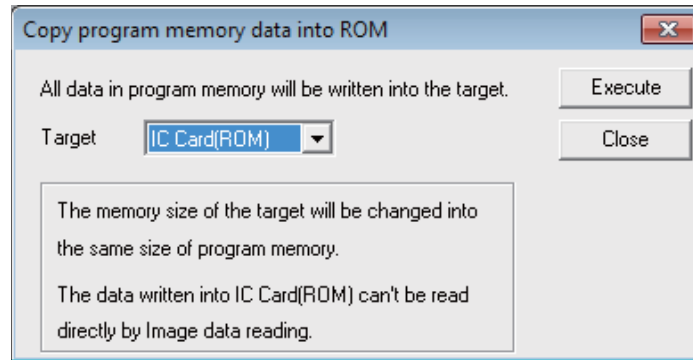 Copy program memory data into ROM
All data in program memory will be written into the target.
Execute
Target
IC Card(ROM)
Close
The memory size of the target will be changed into
the same size of program memory.
The data written into IC Card(ROM) can't be read
directly by Image data reading.